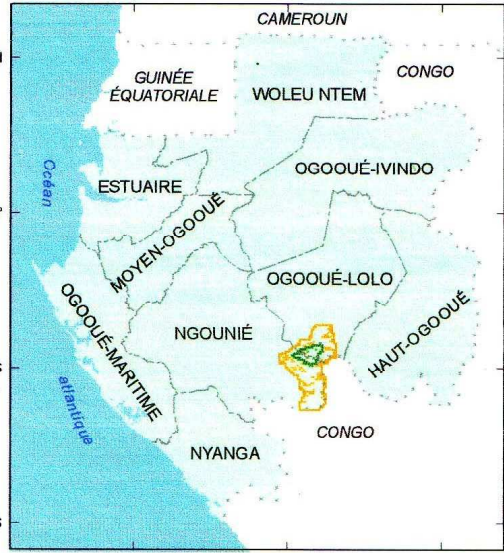 CAMEROUN
GUINÉE
ÉQUATORIALE
CONGO
WOLEU NTEM
Océan
ESTUAIRE
OGOOUÉ-IVINDO
MOYEN-OGOOUÉ
OGOOUÉ-LOLO
OGOOUÉ-MARITIME
NGOUNIÉ
HAUT-OGOOUÉ
atlantique
CONGO
NYANGA